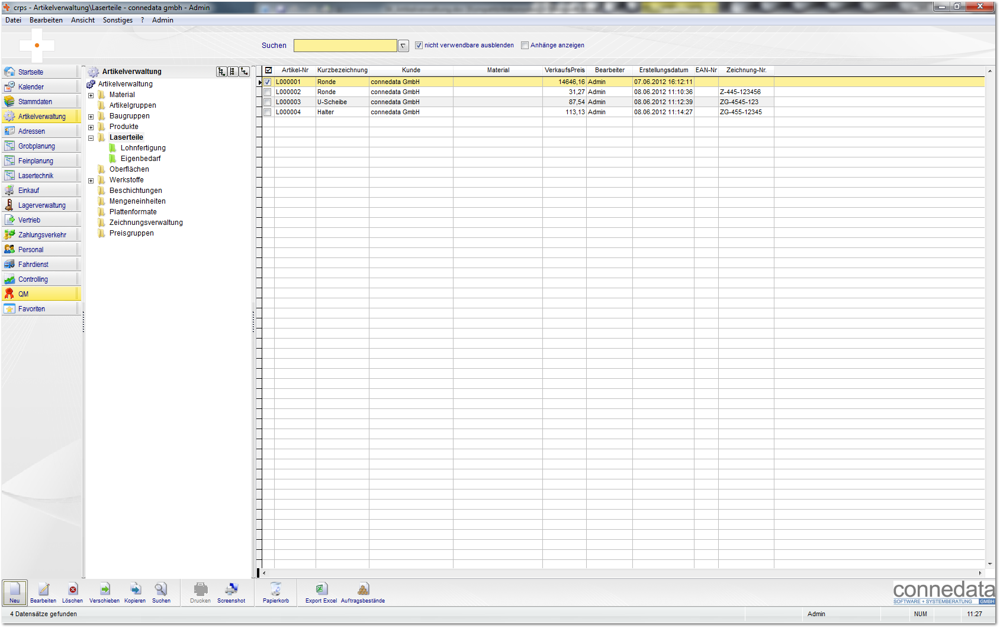 crps - Artikelverwaltung\Laserteile - connedata gmbh - Admin
Datei Bearbeiten Ansicht Sonstiges ? Admin
Suchen nicht verwendbare ausblenden Anhänge anzeigen
Startseite
Kalender
Stammdaten
Artikelverwaltung
Adressen
Grobplanung
Feinplanung
Lasertechnik
Einkauf
Lagerverwaltung
Vertrieb
Zahlungsverkehr
Personal
Fahrdienst
Controlling
QM
Favoriten
Artikelverwaltung
Artikelverwaltung
Material
Artikelgruppen
Baugruppen
Produkte
Laserteile
Lohnfertigung
Eigenbedarf
Oberflächen
Werkstoffe
Beschichtungen
Mengeneinheiten
Plattenformate
Zeichnungsverwaltung
Preisgruppen
Artikel-Nr Kurzbezeichnung Kunde Material VerkaufsPreis Bearbeiter Erstellungsdatum EAN-Nr Zeichnung-Nr.
L000001 Ronde connedata GmbH 14646,16 Admin 07.06.2012 16:12:11
L000002 Ronde connedata GmbH 31,27 Admin 08.06.2012 11:10:36 Z-445-123456
L000003 U-Scheibe connedata GmbH 87,54 Admin 08.06.2012 11:12:39 ZG-4545-123
L000004 Halter connedata GmbH 113,13 Admin 08.06.2012 11:14:27 ZG-455-12345
Neu Bearbeiten Löschen Verschieben Kopieren Suchen Drucken Screenshot Papierkorb Export Excel Auftragsbestände
connedata
SOFTWARE + SYSTEMBERATUNG GMBH
4 Datensätze gefunden Admin NUM 11:27